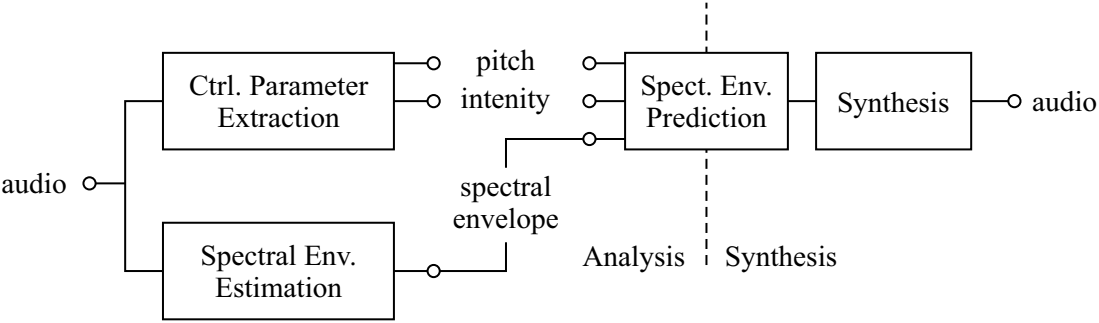 Ctrl. Parameter
Extraction
pitch
intenity
Spect. Env.
Prediction
Synthesis
audio
audio
spectral
envelope
Spectral Env.
Estimation
Analysis
Synthesis